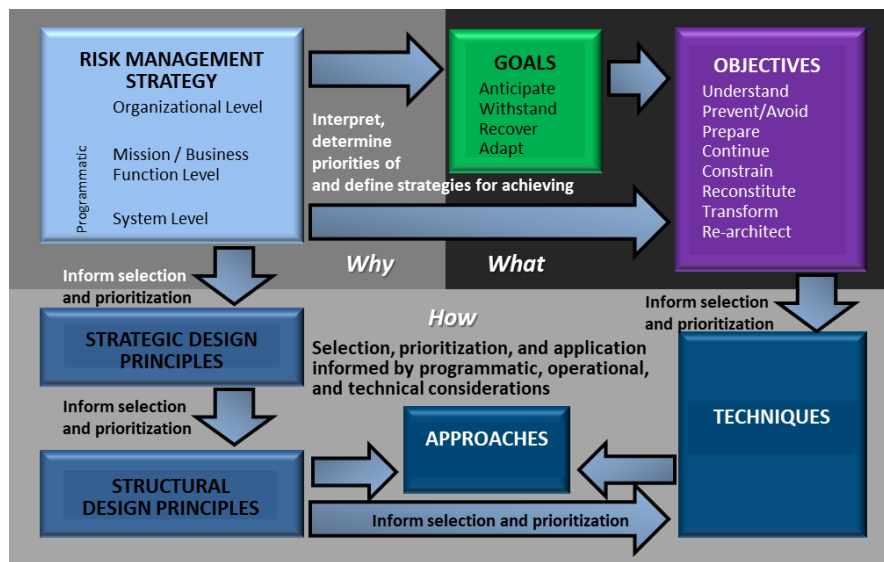 RISK MANAGEMENT
STRATEGY
Organizational Level
Mission / Business
Function Level
System Level
Programmatic
Interpret,
determine
priorities of
and define strategies for achieving
GOALS
Anticipate
Withstand
Recover
Adapt
OBJECTIVES
Understand
Prevent/Avoid
Prepare
Continue
Constrain
Reconstitute
Transform
Re-architect
Why
What
Inform selection
and prioritization
Inform selection
and prioritization
How
Selection, prioritization, and application
informed by programmatic, operational,
and technical considerations
STRATEGIC DESIGN
PRINCIPLES
Inform selection
and prioritization
APPROACHES
TECHNIQUES
STRUCTURAL
DESIGN PRINCIPLES
Inform selection and prioritization